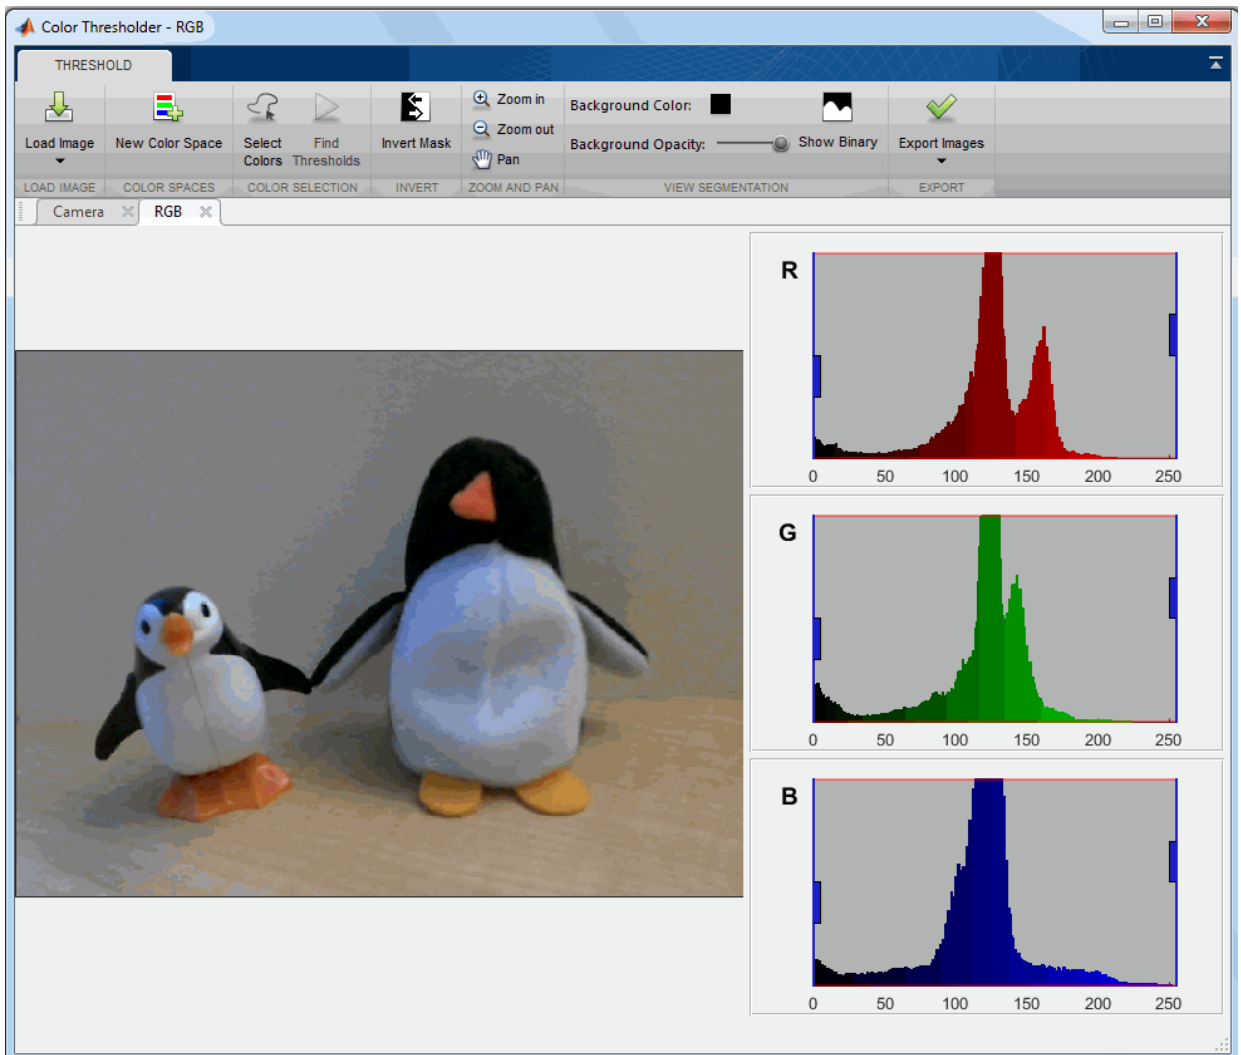 Color Thresholder - RGB
THRESHOLD
Load Image
New Color Space
Select Colors
Find Thresholds
Invert Mask
Zoom in
Zoom out
Pan
Background Color:
Background Opacity:
Show Binary
Export Images
LOAD IMAGE
COLOR SPACES
COLOR SELECTION
INVERT
ZOOM AND PAN
VIEW SEGMENTATION
EXPORT
Camera
RGB
R
0 50 100 150 200 250
G
0 50 100 150 200 250
B
0 50 100 150 200 250